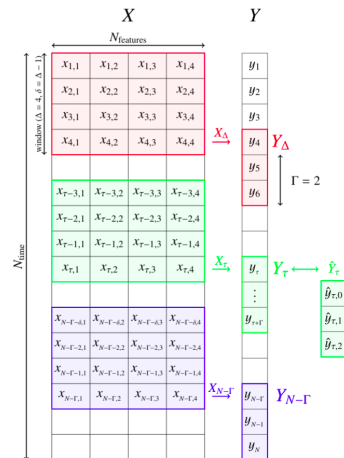 X Y
N_features
window (Δ = 4, δ = Δ − 1)
N_time
x_{1,1} x_{1,2} x_{1,3} x_{1,4} y_1
x_{2,1} x_{2,2} x_{2,3} x_{2,4} y_2
x_{3,1} x_{3,2} x_{3,3} x_{3,4} y_3
x_{4,1} x_{4,2} x_{4,3} x_{4,4} X_Δ y_4 Y_Δ
y_5
Γ = 2
x_{τ−3,1} x_{τ−3,2} x_{τ−3,3} x_{τ−3,4} y_6
x_{τ−2,1} x_{τ−2,2} x_{τ−2,3} x_{τ−2,4}
x_{τ−1,1} x_{τ−1,2} x_{τ−1,3} x_{τ−1,4}
x_{τ,1} x_{τ,2} x_{τ,3} x_{τ,4} X_τ y_τ Y_τ Ŷ_τ
⋮ ŷ_{τ,0}
y_{τ+Γ} ŷ_{τ,1}
ŷ_{τ,2}
x_{N−Γ−δ,1} x_{N−Γ−δ,2} x_{N−Γ−δ,3} x_{N−Γ−δ,4}
x_{N−Γ−2,1} x_{N−Γ−2,2} x_{N−Γ−2,3} x_{N−Γ−2,4}
x_{N−Γ−1,1} x_{N−Γ−1,2} x_{N−Γ−1,3} x_{N−Γ−1,4}
x_{N−Γ,1} x_{N−Γ,2} x_{N−Γ,3} x_{N−Γ,4} X_{N−Γ} y_{N−Γ} Y_{N−Γ}
y_{N−1}
y_N